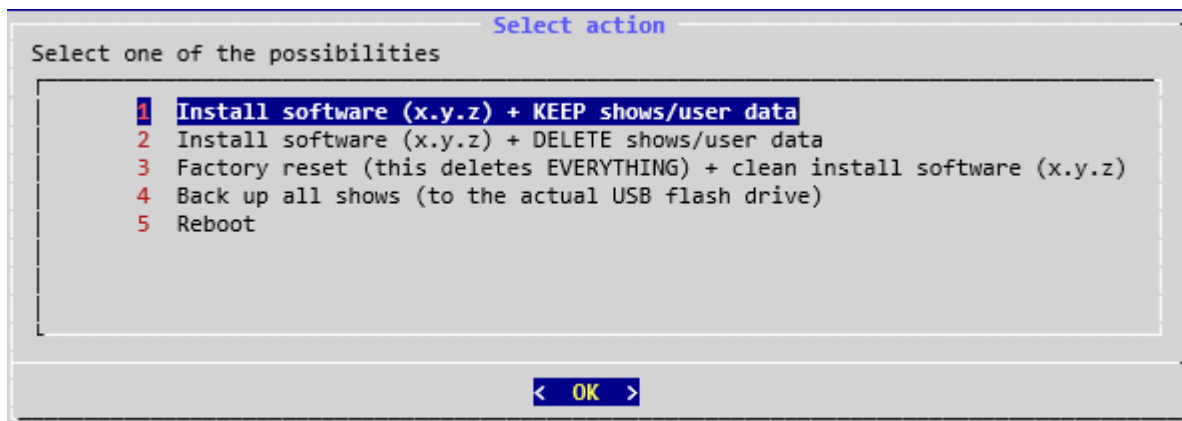 Select action
Select one of the possibilities
1 Install software (x.y.z) + KEEP shows/user data
2 Install software (x.y.z) + DELETE shows/user data
3 Factory reset (this deletes EVERYTHING) + clean install software (x.y.z)
4 Back up all shows (to the actual USB flash drive)
5 Reboot
< OK >